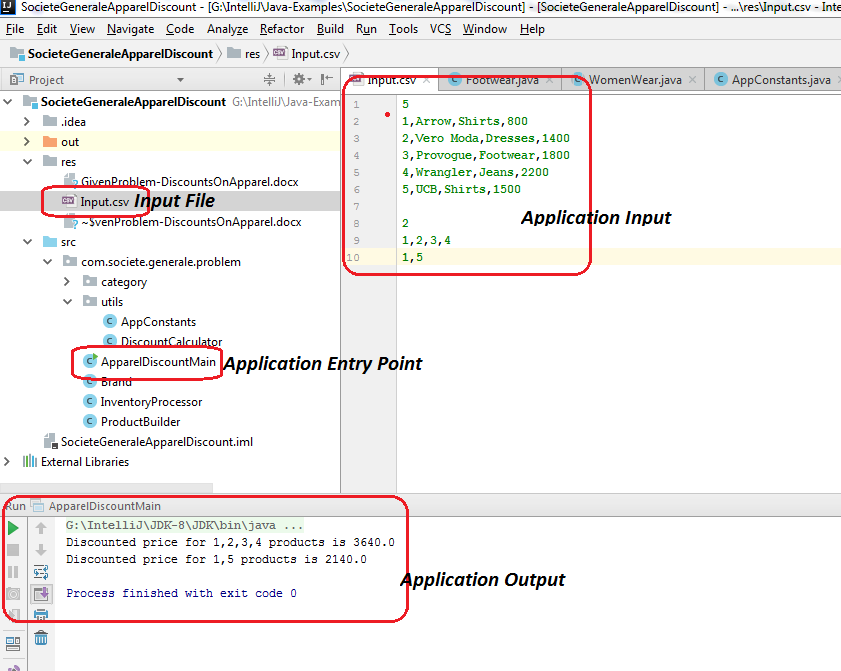 SocieteGeneraleApparelDiscount - [G:\IntelliJ\Java-Examples\SocieteGeneraleApparelDiscount] - [SocieteGeneraleApparelDiscount] - ...\res\Input.csv - Inte
File Edit View Navigate Code Analyze Refactor Build Run Tools VCS Window Help
SocieteGeneraleApparelDiscount res Input.csv
Project
Input.csv Footwear.java WomenWear.java AppConstants.java
SocieteGeneraleApparelDiscount G:\IntelliJ\Java-Exam
.idea
out
res
GivenProblem-DiscountsOnApparel.docx
Input.csv Input File
~$venProblem-DiscountsOnApparel.docx
src
com.societe.generale.problem
category
utils
AppConstants
DiscountCalculator
ApparelDiscountMain Application Entry Point
Brand
InventoryProcessor
ProductBuilder
SocieteGeneraleApparelDiscount.iml
External Libraries
1 5
2 1,Arrow,Shirts,800
3 2,Vero Moda,Dresses,1400
4 3,Provogue,Footwear,1800
5 4,Wrangler,Jeans,2200
6 5,UCB,Shirts,1500
7
8 2
9 1,2,3,4
10 1,5
Application Input
Run ApparelDiscountMain
G:\IntelliJ\JDK-8\JDK\bin\java ...
Discounted price for 1,2,3,4 products is 3640.0
Discounted price for 1,5 products is 2140.0
Process finished with exit code 0
Application Output